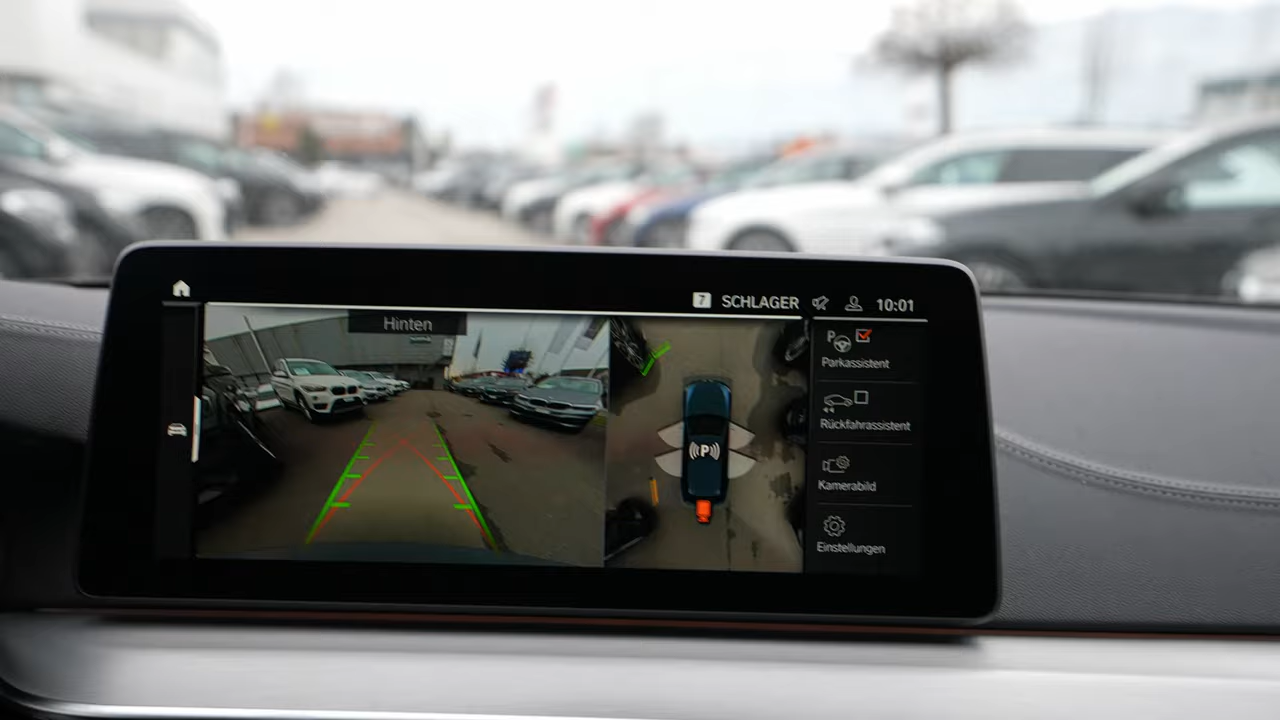 7 SCHLAGER 10:01
Hinten
P
Parkassistent
Rückfahrassistent
Kamerabild
Einstellungen
P